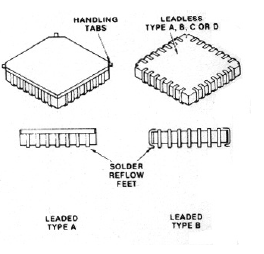 HANDLING
TABS
LEADLESS
TYPE A, B, C OR D
SOLDER
REFLOW
FEET
LEADED
TYPE A
LEADED
TYPE B